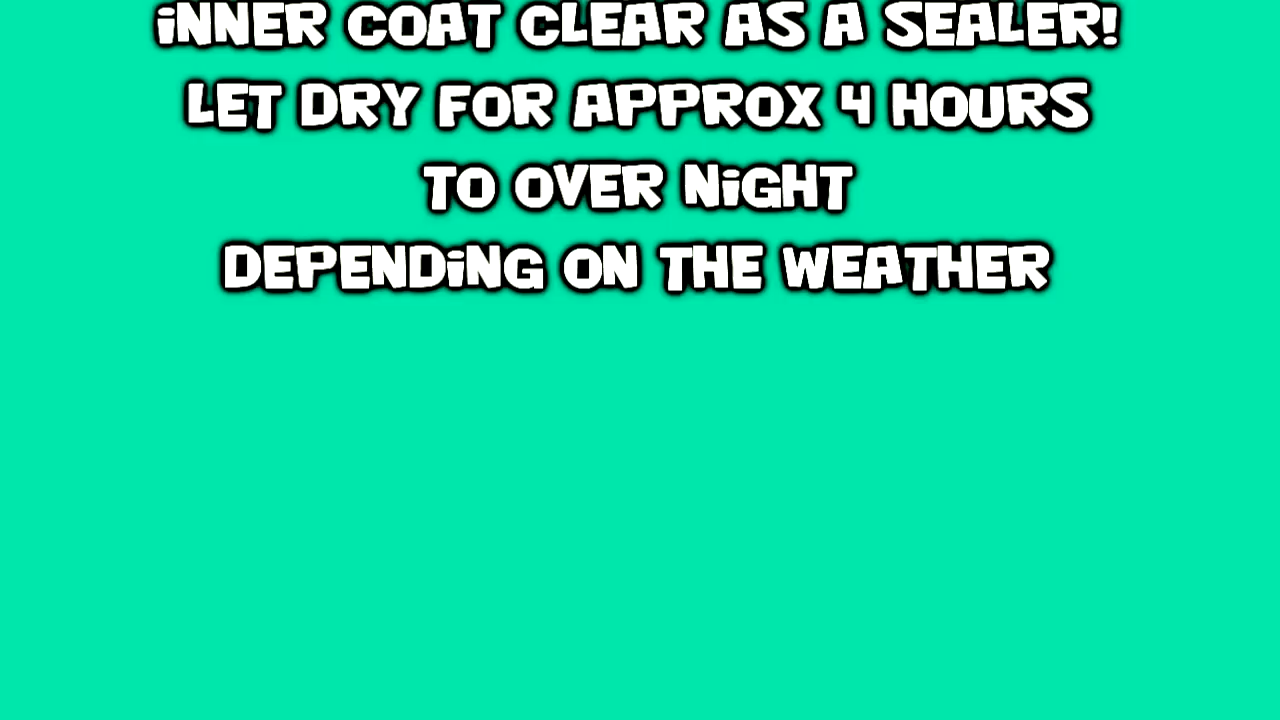 iNNER COAT CLEAR AS A SEALER!
LET DRY FOR APPROX 4 HOURS
TO OVER NiGHT
DEPENDiNG ON THE WEATHER